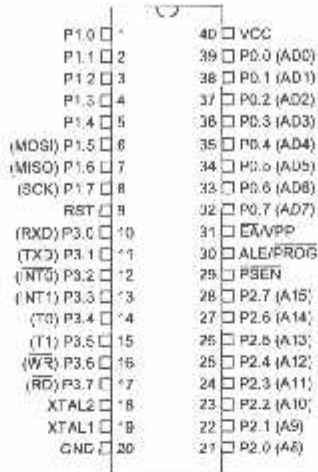 P1.0 1 40 VCC
P1.1 2 39 P0.0 (AD0)
P1.2 3 38 P0.1 (AD1)
P1.3 4 37 P0.2 (AD2)
P1.4 5 36 P0.3 (AD3)
(MOSI) P1.5 6 35 P0.4 (AD4)
(MISO) P1.6 7 34 P0.5 (AD5)
(SCK) P1.7 8 33 P0.6 (AD6)
RST 9 32 P0.7 (AD7)
(RXD) P3.0 10 31 EA/VPP
(TXD) P3.1 11 30 ALE/PROG
(INT0) P3.2 12 29 PSEN
(INT1) P3.3 13 28 P2.7 (A15)
(T0) P3.4 14 27 P2.6 (A14)
(T1) P3.5 15 26 P2.5 (A13)
(WR) P3.6 16 25 P2.4 (A12)
(RD) P3.7 17 24 P2.3 (A11)
XTAL2 18 23 P2.2 (A10)
XTAL1 19 22 P2.1 (A9)
GND 20 21 P2.0 (A8)